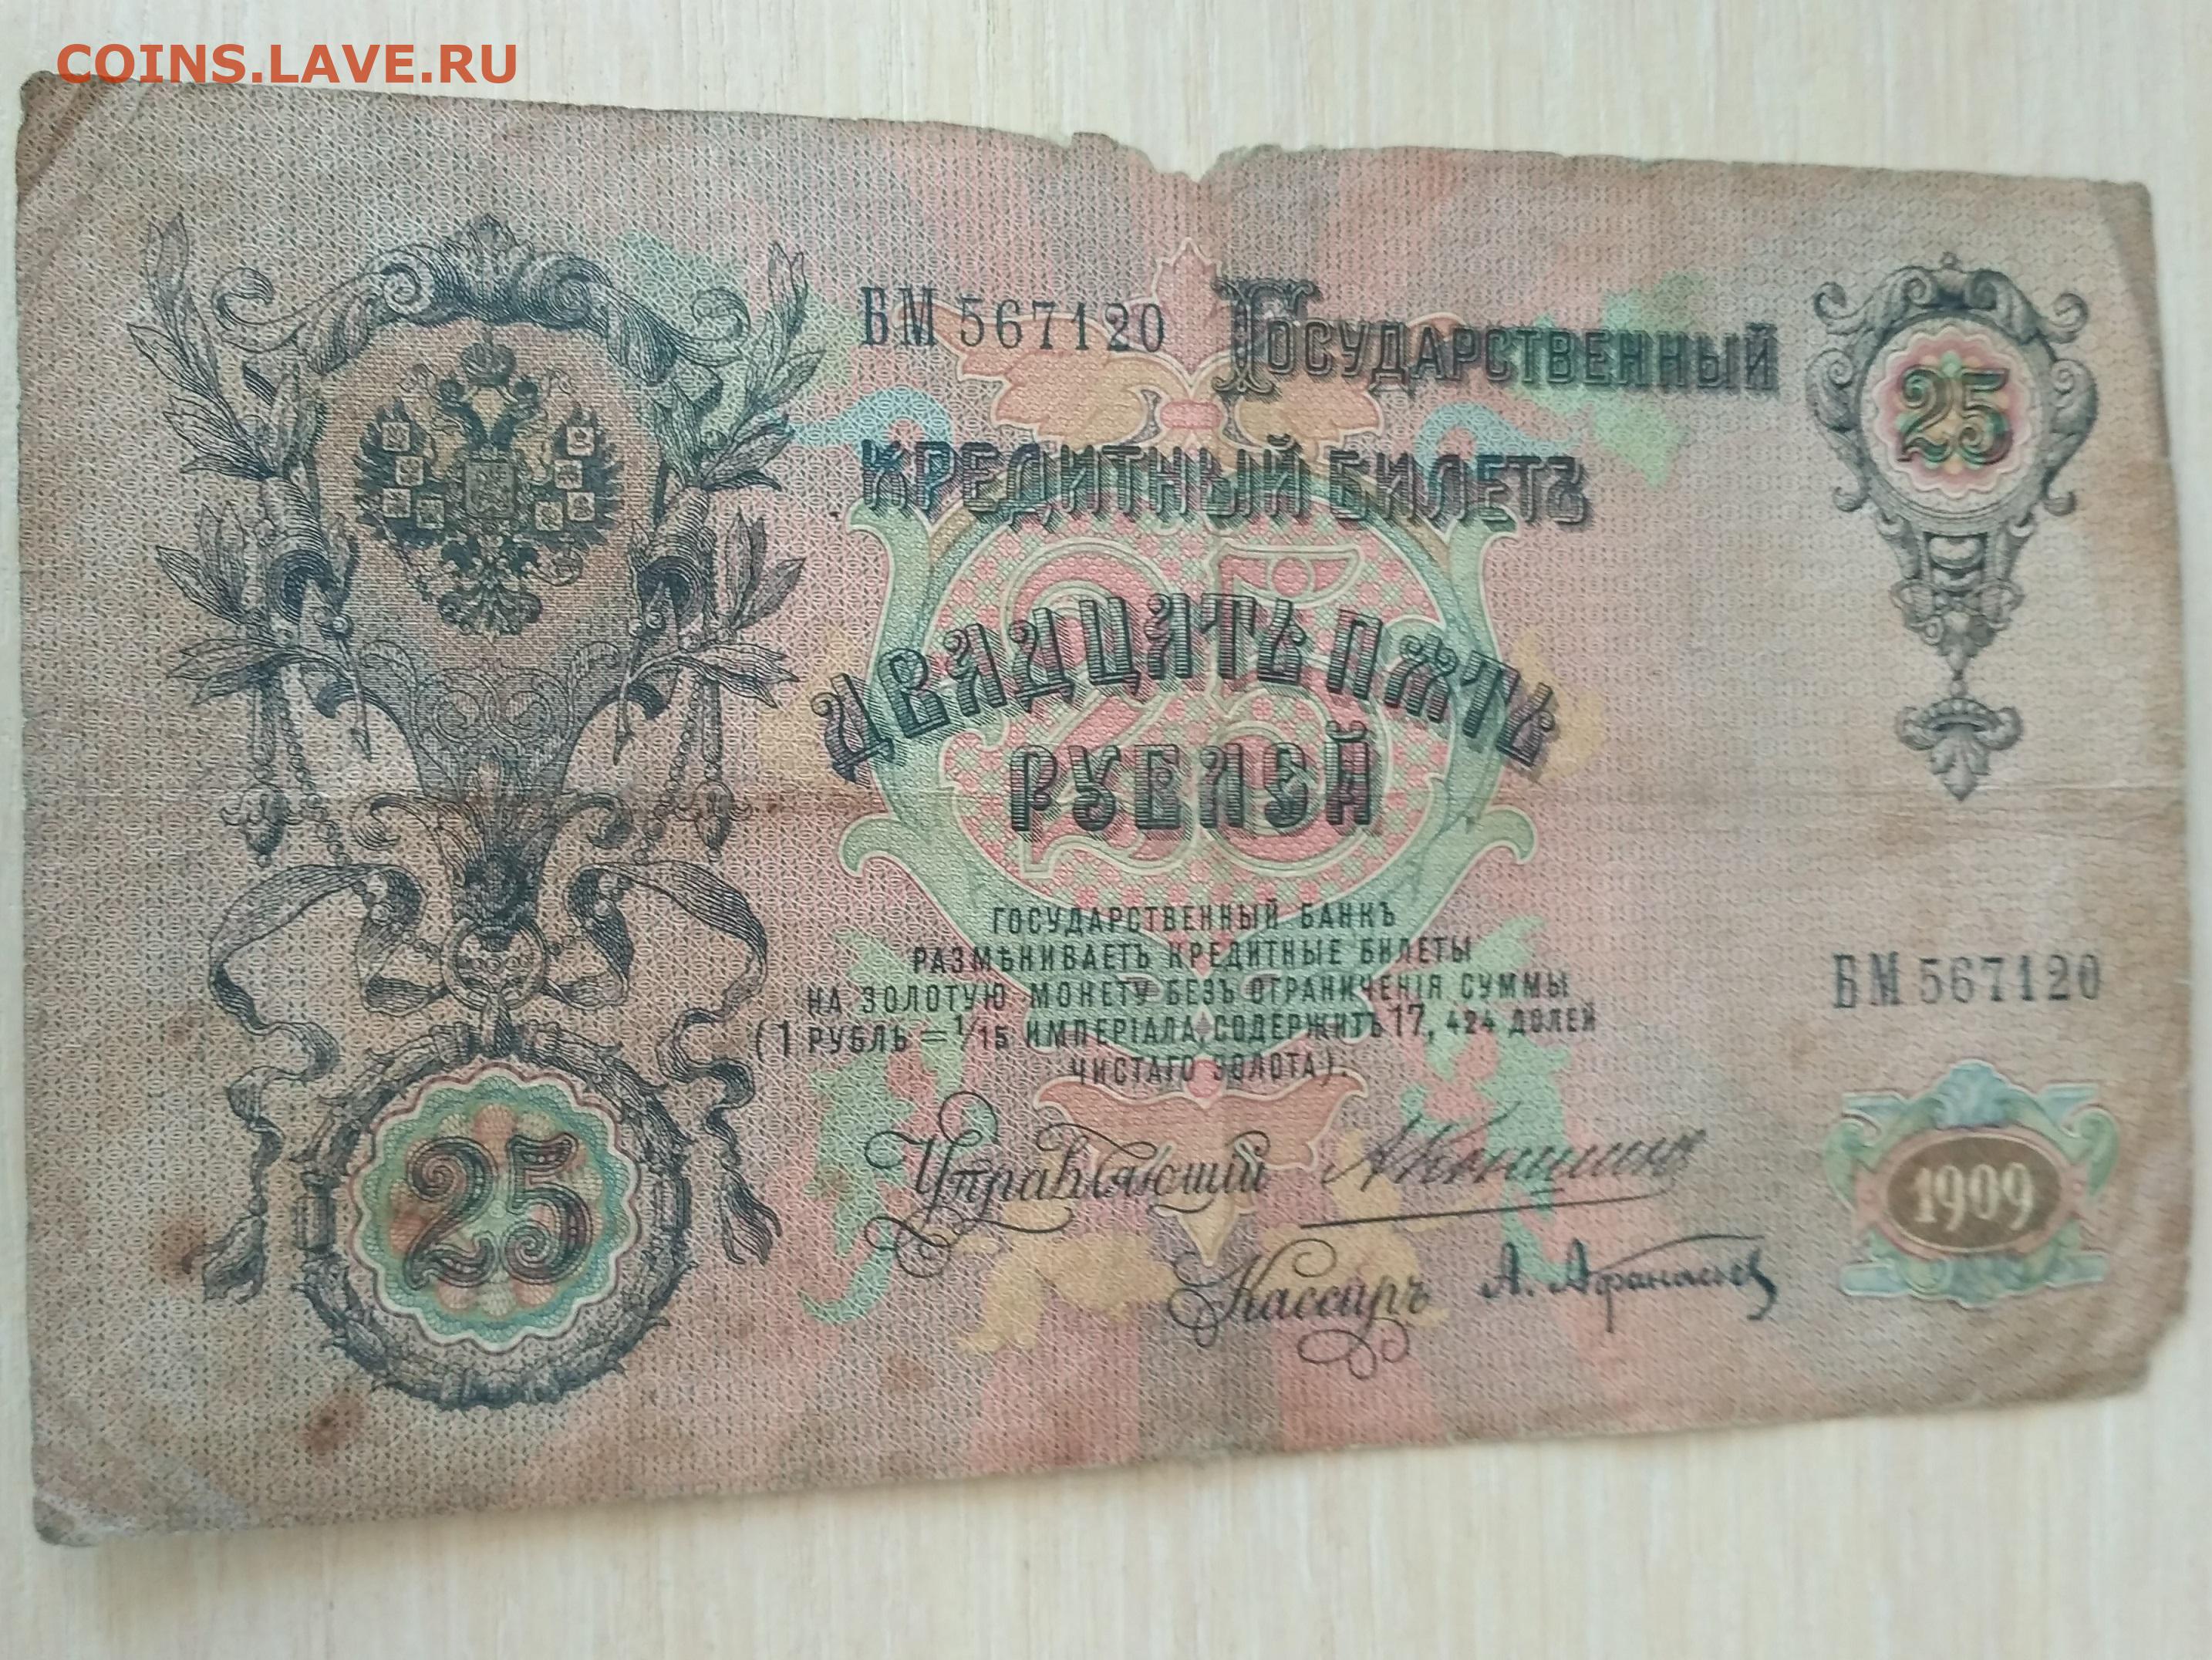 COINS.LAVE.RU
БМ 567120
ГОСУДАРСТВЕННЫЙ
КРЕДИТНЫЙ БИЛЕТЪ
25
ДВАДЦАТЬ ПЯТЬ
РУБЛЕЙ
25
ГОСУДАРСТВЕННЫЙ БАНКЪ
РАЗМѢНИВАЕТЪ КРЕДИТНЫЕ БИЛЕТЫ
НА ЗОЛОТУЮ МОНЕТУ БЕЗЪ ОГРАНИЧЕНІЯ СУММЫ
(1 РУБЛЬ = 1/15 ИМПЕРІАЛА, СОДЕРЖИТЪ 17,424 ДОЛЕЙ
ЧИСТАГО ЗОЛОТА).
БМ 567120
Управляющій А Коншинъ
Кассиръ А. Афанасьев
25
1909